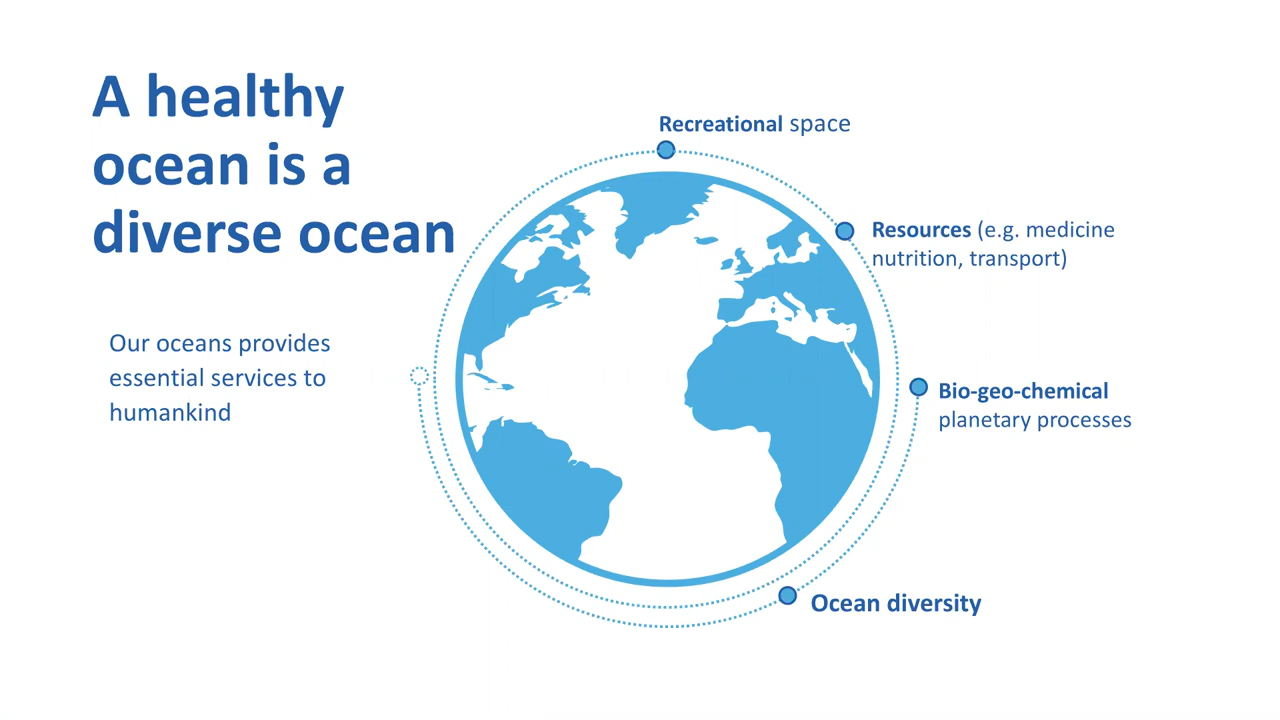 A healthy
ocean is a
diverse ocean
Our oceans provides
essential services to
humankind
Recreational space
Resources (e.g. medicine
nutrition, transport)
Bio-geo-chemical
planetary processes
Ocean diversity